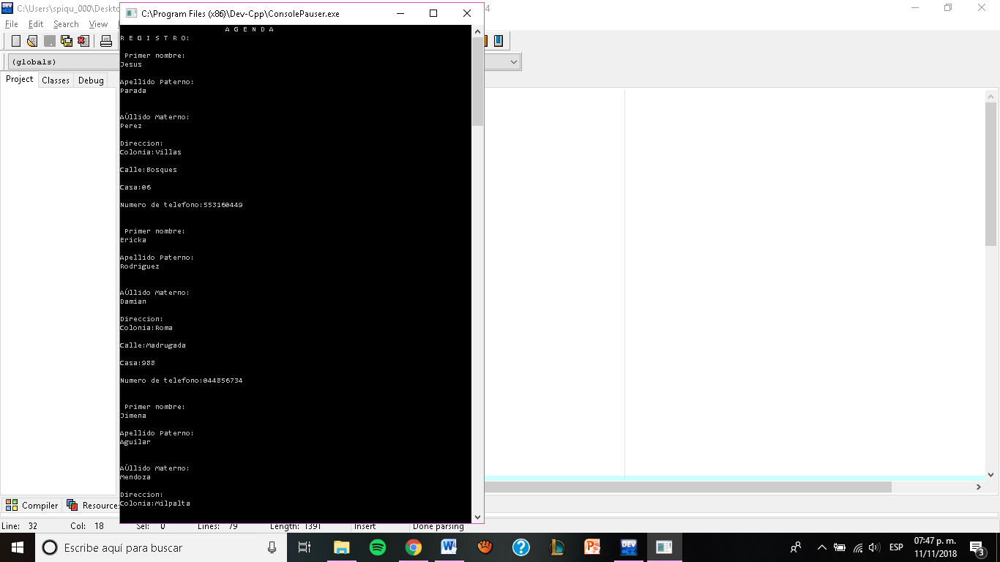 C:\Users\spiqu_000\Deskto
C:\Program Files (x86)\Dev-Cpp\ConsolePauser.exe
4
File Edit Search View
(globals)
Project Classes Debug
A G E N D A
R E G I S T R O:
Primer nombre:
Jesus
Apellido Paterno:
Parada
AÚllido Materno:
Perez
Direccion:
Colonia:Villas
Calle:Bosques
Casa:06
Numero de telefono:553160449
Primer nombre:
Ericka
Apellido Paterno:
Rodriguez
AÚllido Materno:
Damian
Direccion:
Colonia:Roma
Calle:Madrugada
Casa:988
Numero de telefono:044856734
Primer nombre:
Jimena
Apellido Paterno:
Aguilar
AÚllido Materno:
Mendoza
Direccion:
Colonia:Milpalta
Compiler Resources
Line: 32 Col: 18 Sel: 0 Lines: 79 Length: 1391 Insert Done parsing
Escribe aquí para buscar
DEV
ESP
07:47 p. m.
11/11/2018
3